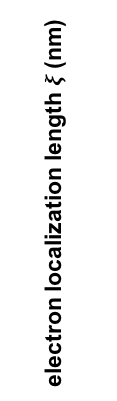 electron localization length ξ (nm)